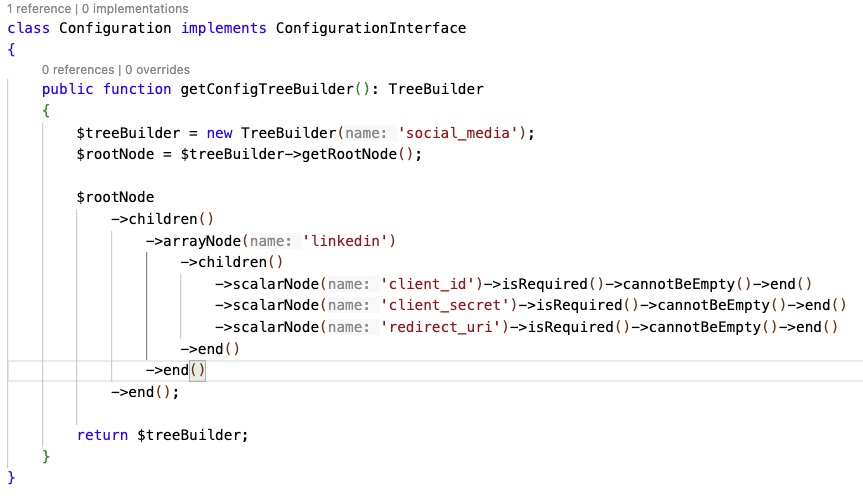 1 reference | 0 implementations
class Configuration implements ConfigurationInterface
{
0 references | 0 overrides
public function getConfigTreeBuilder(): TreeBuilder
{
$treeBuilder = new TreeBuilder(name: 'social_media');
$rootNode = $treeBuilder->getRootNode();
$rootNode
->children()
->arrayNode(name: 'linkedin')
->children()
->scalarNode(name: 'client_id')->isRequired()->cannotBeEmpty()->end()
->scalarNode(name: 'client_secret')->isRequired()->cannotBeEmpty()->end()
->scalarNode(name: 'redirect_uri')->isRequired()->cannotBeEmpty()->end()
->end()
->end()
->end();
return $treeBuilder;
}
}